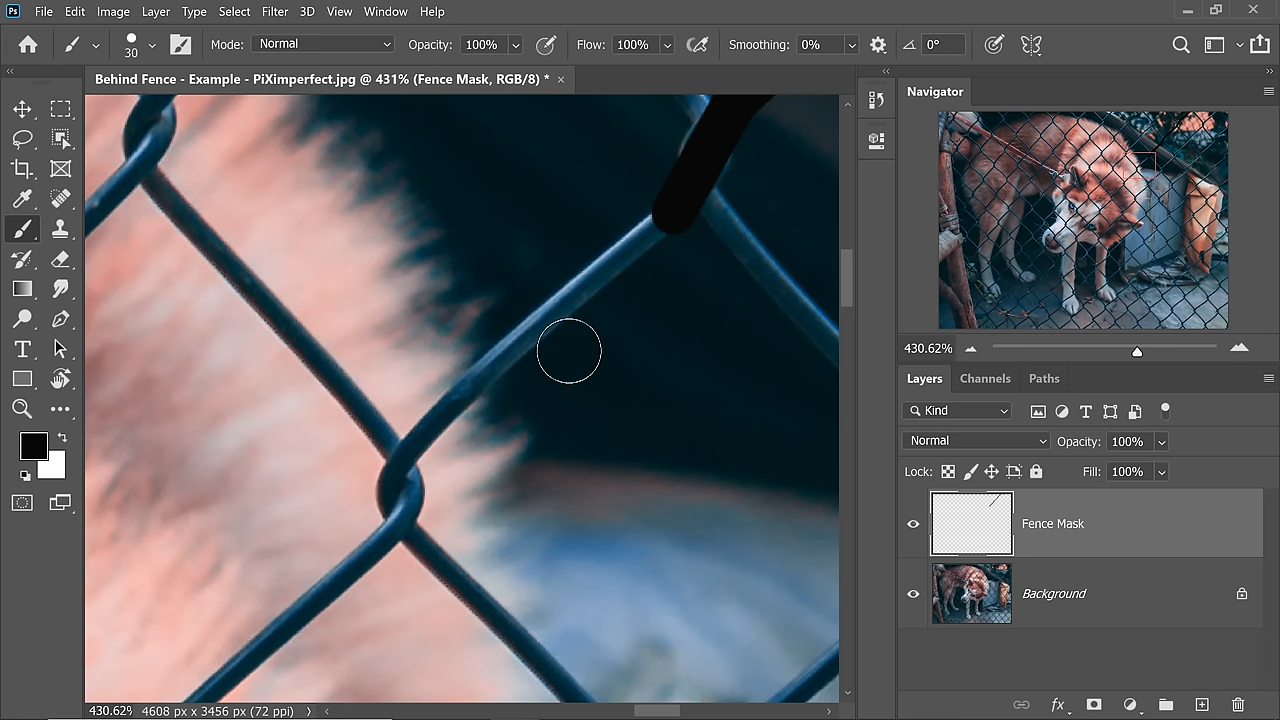 Ps File Edit Image Layer Type Select Filter 3D View Window Help
30 Mode: Normal Opacity: 100% Flow: 100% Smoothing: 0% 0°
Behind Fence - Example - PiXimperfect.jpg @ 431% (Fence Mask, RGB/8) * ×
Navigator
430.62%
Layers Channels Paths
Kind
Normal Opacity: 100%
Lock: Fill: 100%
Fence Mask
Background
430.62% 4608 px x 3456 px (72 ppi)